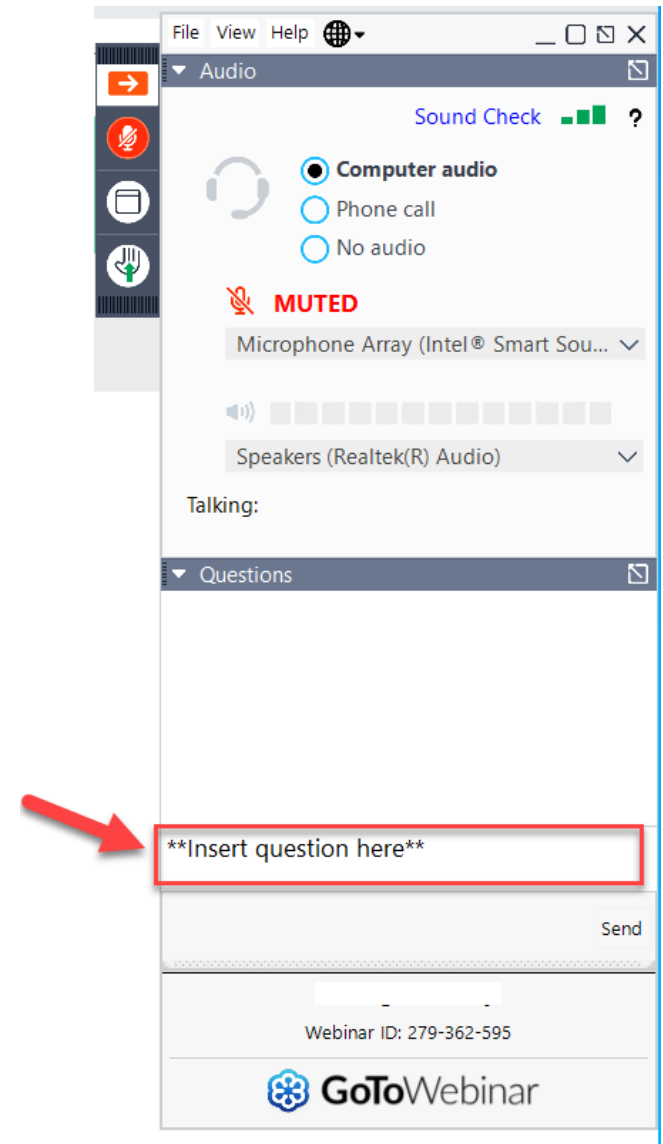 File View Help
Audio
Sound Check ?
Computer audio
Phone call
No audio
MUTED
Microphone Array (Intel® Smart Sou...
Speakers (Realtek(R) Audio)
Talking:
Questions
**Insert question here**
Send
Webinar ID: 279-362-595
GoToWebinar